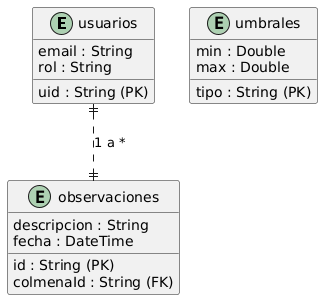 E usuarios
email : String
rol : String
uid : String (PK)
E umbrales
min : Double
max : Double
tipo : String (PK)
1 a *
E observaciones
descripcion : String
fecha : DateTime
id : String (PK)
colmenaId : String (FK)